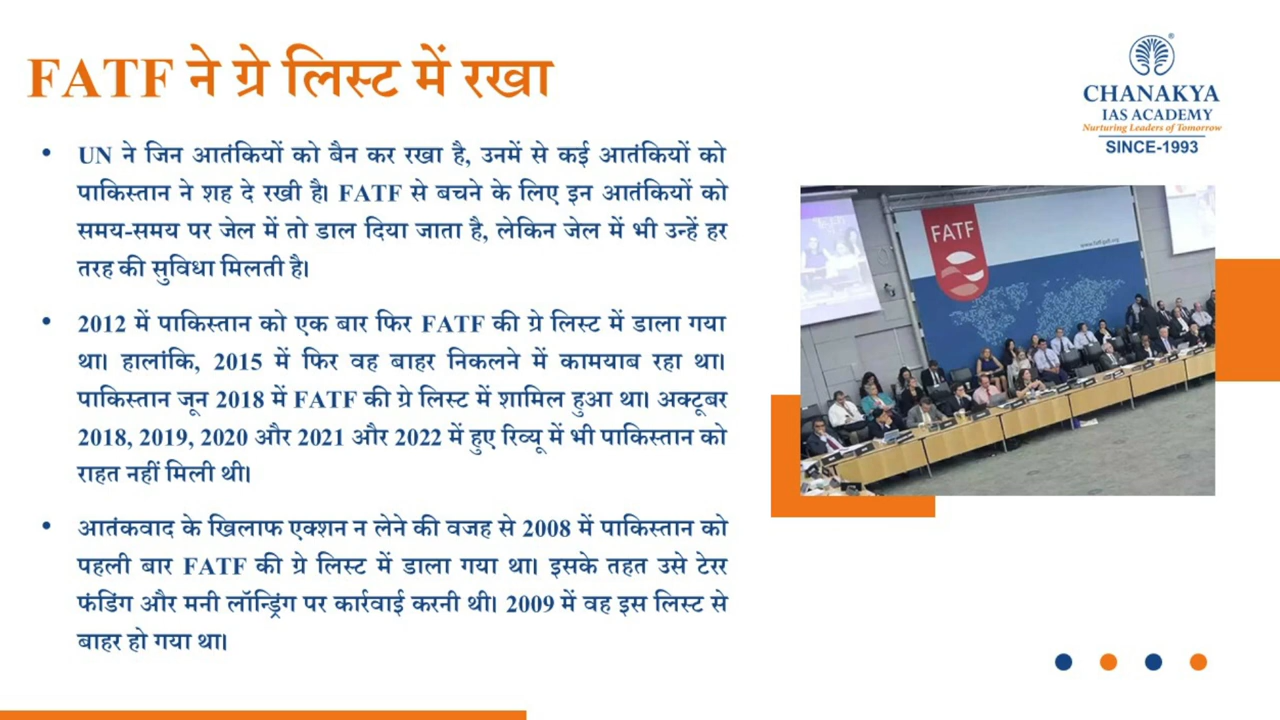 FATF ने ग्रे लिस्ट में रखा
CHANAKYA
IAS ACADEMY
Nurturing Leaders of Tomorrow
SINCE-1993
• UN ने जिन आतंकियों को बैन कर रखा है, उनमें से कई आतंकियों को
पाकिस्तान ने शह दे रखी है। FATF से बचने के लिए इन आतंकियों को
समय-समय पर जेल में तो डाल दिया जाता है, लेकिन जेल में भी उन्हें हर
तरह की सुविधा मिलती है।
• 2012 में पाकिस्तान को एक बार फिर FATF की ग्रे लिस्ट में डाला गया
था। हालांकि, 2015 में फिर वह बाहर निकलने में कामयाब रहा था।
पाकिस्तान जून 2018 में FATF की ग्रे लिस्ट में शामिल हुआ था। अक्टूबर
2018, 2019, 2020 और 2021 और 2022 में हुए रिव्यू में भी पाकिस्तान को
राहत नहीं मिली थी।
• आतंकवाद के खिलाफ एक्शन न लेने की वजह से 2008 में पाकिस्तान को
पहली बार FATF की ग्रे लिस्ट में डाला गया था। इसके तहत उसे टेरर
फंडिंग और मनी लॉन्ड्रिंग पर कार्रवाई करनी थी। 2009 में वह इस लिस्ट से
बाहर हो गया था।
FATF
www.fatf-gafi.org